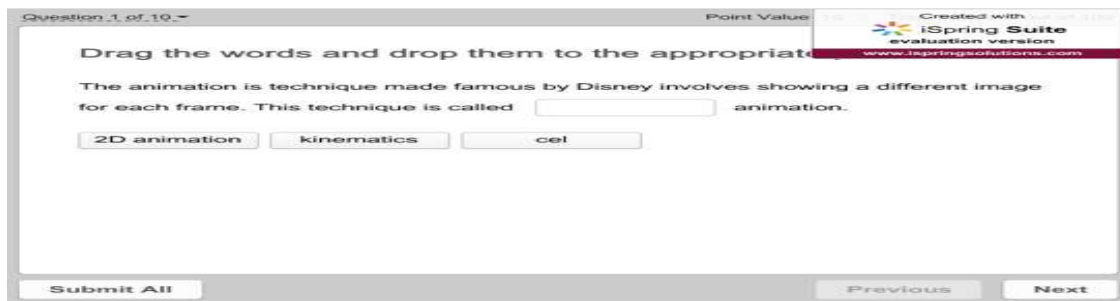 Question 1 of 10
Point Value
Created with
iSpring Suite
evaluation version
www.ispringsolutions.com
Drag the words and drop them to the appropriate
The animation is technique made famous by Disney involves showing a different image
for each frame. This technique is called animation.
2D animation kinematics cel
Submit All Previous Next